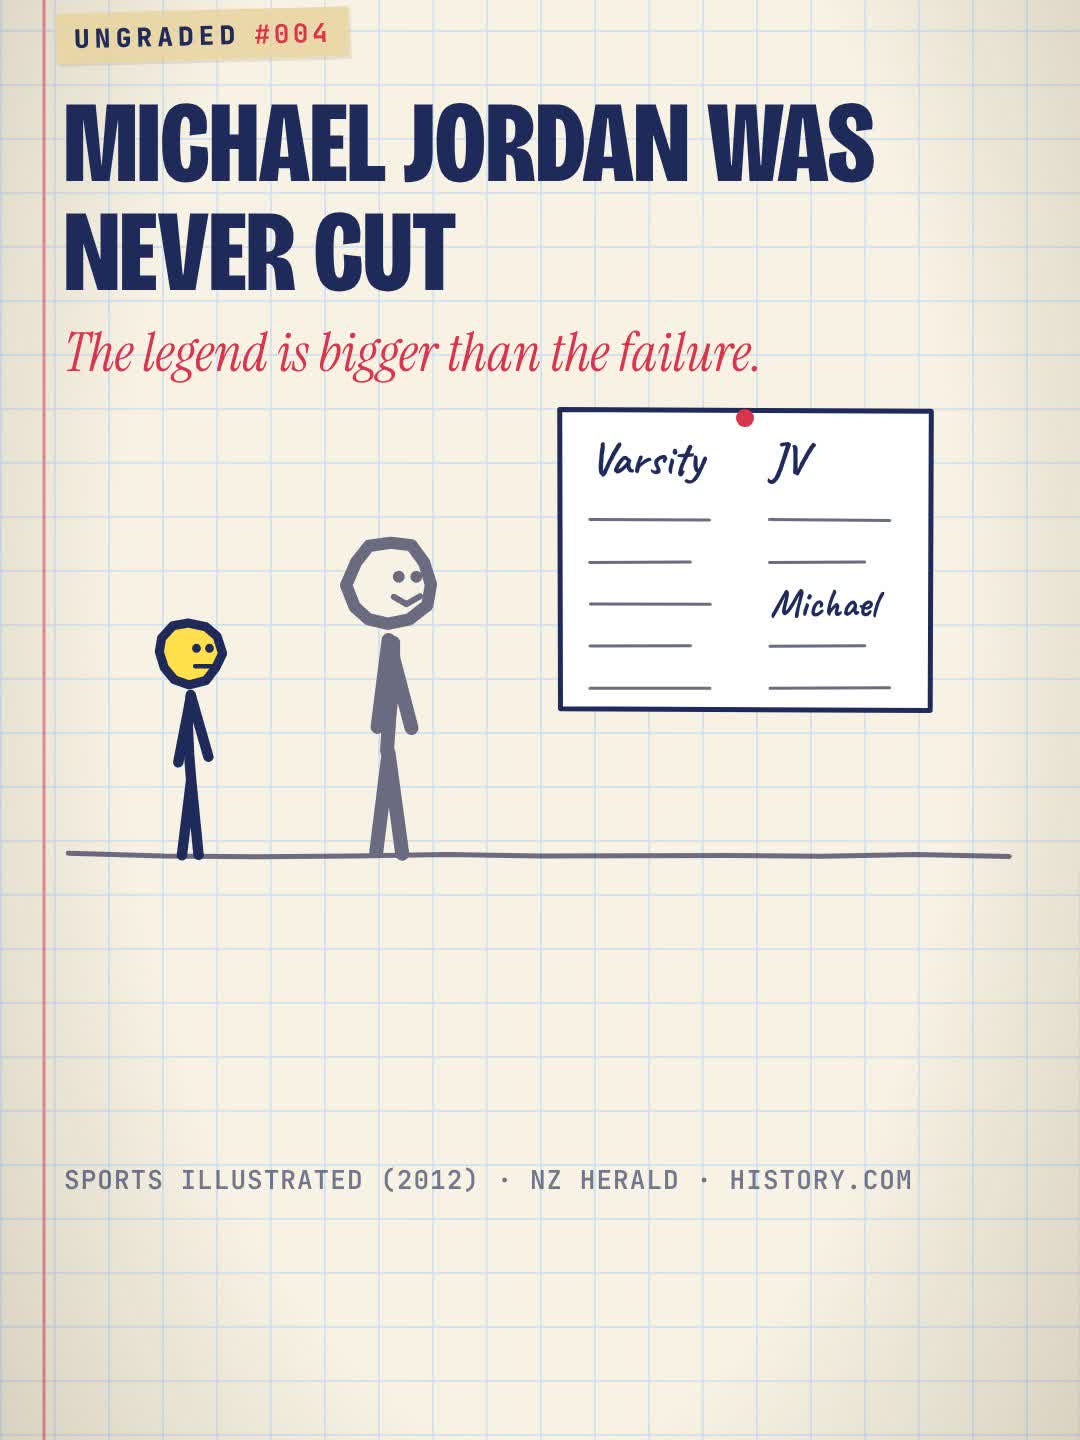 UNGRADED #004
MICHAEL JORDAN WAS
NEVER CUT
The legend is bigger than the failure.
Varsity JV
Michael
SPORTS ILLUSTRATED (2012) · NZ HERALD · HISTORY.COM